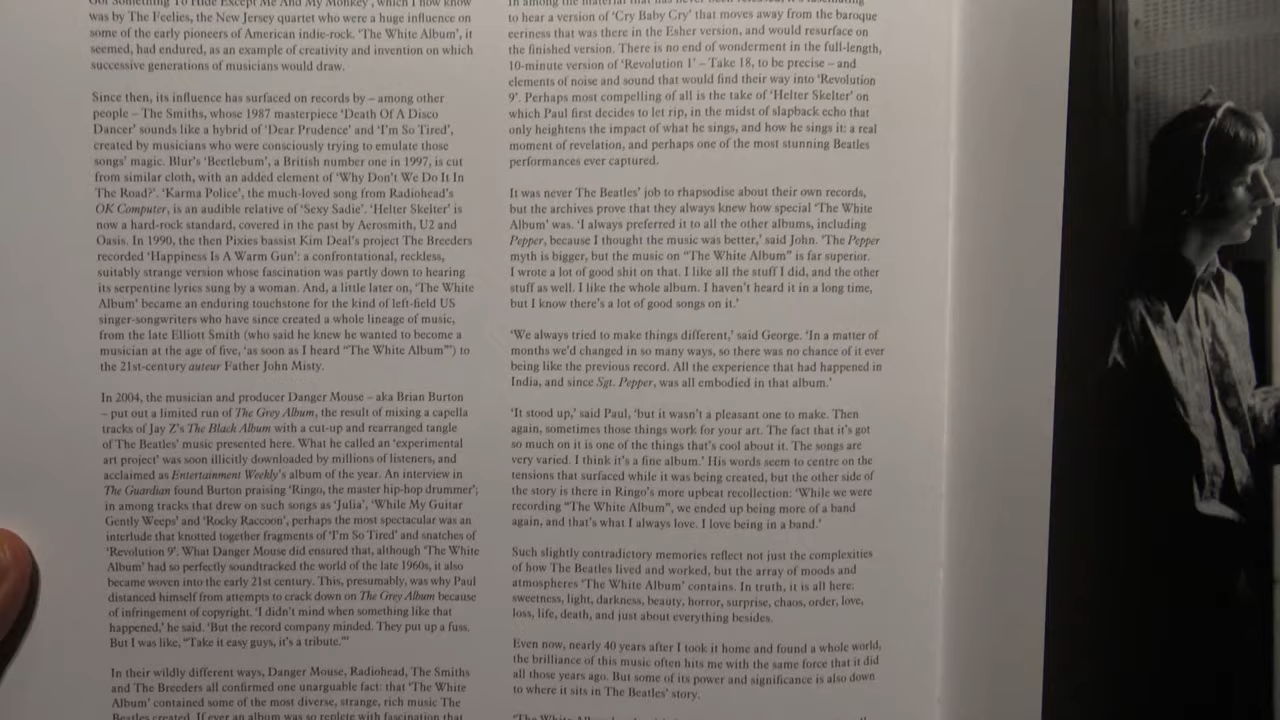 Got Something To Hide Except Me And My Monkey', which I now know
was by The Feelies, the New Jersey quartet who were a huge influence on
some of the early pioneers of American indie-rock. 'The White Album', it
seemed, had endured, as an example of creativity and invention on which
successive generations of musicians would draw.
Since then, its influence has surfaced on records by – among other
people – The Smiths, whose 1987 masterpiece 'Death Of A Disco
Dancer' sounds like a hybrid of 'Dear Prudence' and 'I'm So Tired',
created by musicians who were consciously trying to emulate those
songs' magic. Blur's 'Beetlebum', a British number one in 1997, is cut
from similar cloth, with an added element of 'Why Don't We Do It In
The Road?'. 'Karma Police', the much-loved song from Radiohead's
OK Computer, is an audible relative of 'Sexy Sadie'. 'Helter Skelter' is
now a hard-rock standard, covered in the past by Aerosmith, U2 and
Oasis. In 1990, the then Pixies bassist Kim Deal's project The Breeders
recorded 'Happiness Is A Warm Gun': a confrontational, reckless,
suitably strange version whose fascination was partly down to hearing
its serpentine lyrics sung by a woman. And, a little later on, 'The White
Album' became an enduring touchstone for the kind of left-field US
singer-songwriters who have since created a whole lineage of music,
from the late Elliott Smith (who said he knew he wanted to become a
musician at the age of five, 'as soon as I heard "The White Album"') to
the 21st-century auteur Father John Misty.
In 2004, the musician and producer Danger Mouse – aka Brian Burton
– put out a limited run of The Grey Album, the result of mixing a capella
tracks of Jay Z's The Black Album with a cut-up and rearranged tangle
of The Beatles' music presented here. What he called an 'experimental
art project' was soon illicitly downloaded by millions of listeners, and
acclaimed as Entertainment Weekly's album of the year. An interview in
The Guardian found Burton praising 'Ringo, the master hip-hop drummer';
in among tracks that drew on such songs as 'Julia', 'While My Guitar
Gently Weeps' and 'Rocky Raccoon', perhaps the most spectacular was an
interlude that knotted together fragments of 'I'm So Tired' and snatches of
'Revolution 9'. What Danger Mouse did ensured that, although 'The White
Album' had so perfectly soundtracked the world of the late 1960s, it also
became woven into the early 21st century. This, presumably, was why Paul
distanced himself from attempts to crack down on The Grey Album because
of infringement of copyright. 'I didn't mind when something like that
happened,' he said. 'But the record company minded. They put up a fuss.
But I was like, "Take it easy guys, it's a tribute."'
In their wildly different ways, Danger Mouse, Radiohead, The Smiths
and The Breeders all confirmed one unarguable fact: that 'The White
Album' contained some of the most diverse, strange, rich music The
Beatles created. If ever an album was so replete with fascination that
In among the material that has never been released, it's fascinating
to hear a version of 'Cry Baby Cry' that moves away from the baroque
eeriness that was there in the Esher version, and would resurface on
the finished version. There is no end of wonderment in the full-length,
10-minute version of 'Revolution 1' – Take 18, to be precise – and
elements of noise and sound that would find their way into 'Revolution
9'. Perhaps most compelling of all is the take of 'Helter Skelter' on
which Paul first decides to let rip, in the midst of slapback echo that
only heightens the impact of what he sings, and how he sings it: a real
moment of revelation, and perhaps one of the most stunning Beatles
performances ever captured.
It was never The Beatles' job to rhapsodise about their own records,
but the archives prove that they always knew how special 'The White
Album' was. 'I always preferred it to all the other albums, including
Pepper, because I thought the music was better,' said John. 'The Pepper
myth is bigger, but the music on "The White Album" is far superior.
I wrote a lot of good shit on that. I like all the stuff I did, and the other
stuff as well. I like the whole album. I haven't heard it in a long time,
but I know there's a lot of good songs on it.'
'We always tried to make things different,' said George. 'In a matter of
months we'd changed in so many ways, so there was no chance of it ever
being like the previous record. All the experience that had happened in
India, and since Sgt. Pepper, was all embodied in that album.'
'It stood up,' said Paul, 'but it wasn't a pleasant one to make. Then
again, sometimes those things work for your art. The fact that it's got
so much on it is one of the things that's cool about it. The songs are
very varied. I think it's a fine album.' His words seem to centre on the
tensions that surfaced while it was being created, but the other side of
the story is there in Ringo's more upbeat recollection: 'While we were
recording "The White Album", we ended up being more of a band
again, and that's what I always love. I love being in a band.'
Such slightly contradictory memories reflect not just the complexities
of how The Beatles lived and worked, but the array of moods and
atmospheres 'The White Album' contains. In truth, it is all here:
sweetness, light, darkness, beauty, horror, surprise, chaos, order, love,
loss, life, death, and just about everything besides.
Even now, nearly 40 years after I took it home and found a whole world,
the brilliance of this music often hits me with the same force that it did
all those years ago. But some of its power and significance is also down
to where it sits in The Beatles' story.